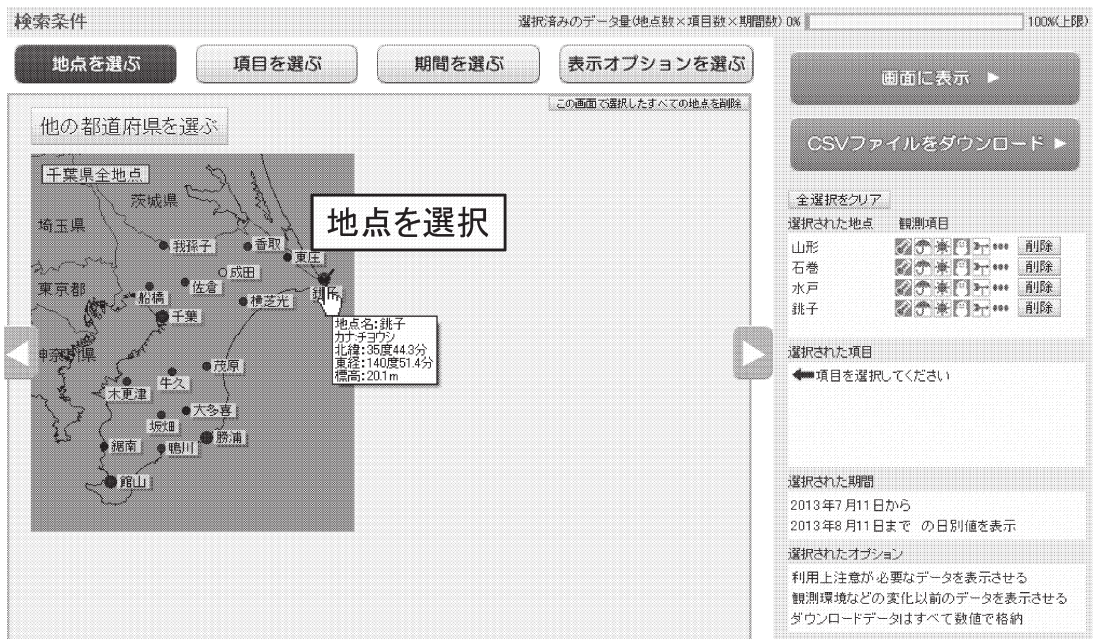 検索条件
選択済みのデータ量(地点数×項目数×期間数) 0% 100%(上限)
地点を選ぶ
項目を選ぶ
期間を選ぶ
表示オプションを選ぶ
この画面で選択したすべての地点を削除
他の都道府県を選ぶ
千葉県全地点
茨城県
埼玉県
地点を選択
我孫子
香取
東庄
成田
東京都
船橋
佐倉
横芝光
千葉
地点名:銚子
カナ:チヨウシ
北緯:35度44.3分
東経:140度51.4分
標高:20.1m
茂原
牛久
木更津
大多喜
坂畑
勝浦
鋸南
鴨川
館山
画面に表示
CSVファイルをダウンロード
全選択をクリア
選択された地点 観測項目
山形 削除
石巻 削除
水戸 削除
銚子 削除
選択された項目
項目を選択してください
選択された期間
2013年7月11日から
2013年8月11日まで の日別値を表示
選択されたオプション
利用上注意が必要なデータを表示させる
観測環境などの変化以前のデータを表示させる
ダウンロードデータはすべて数値で格納